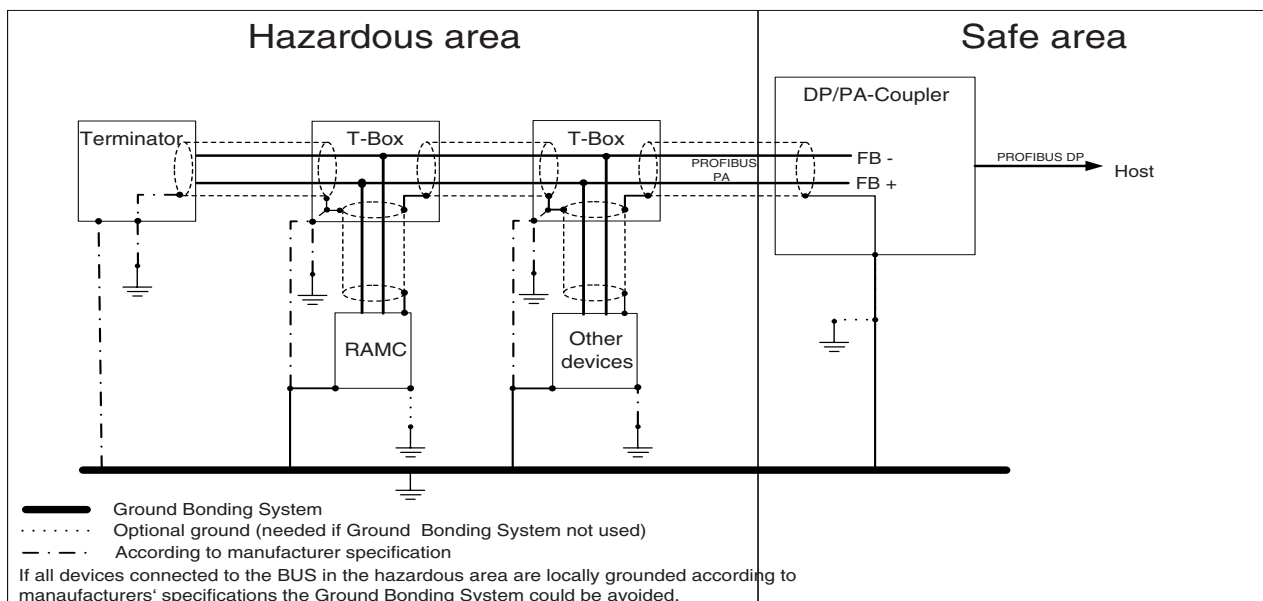 Hazardous area
Safe area
DP/PA-Coupler
Terminator
T-Box
T-Box
FB -
PROFIBUS DP
PROFIBUS
PA
FB +
Host
RAMC
Other
devices
Ground Bonding System
Optional ground (needed if Ground Bonding System not used)
According to manufacturer specification
If all devices connected to the BUS in the hazardous area are locally grounded according to
manaufacturers‘ specifications the Ground Bonding System could be avoided.